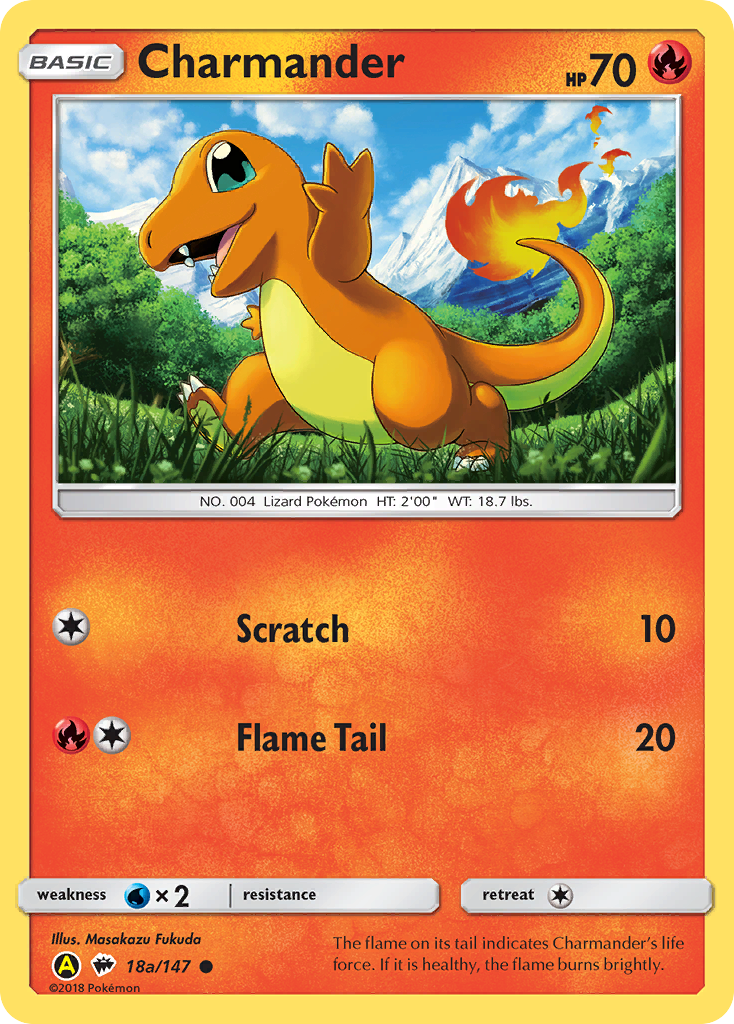 BASIC Charmander HP70
NO. 004 Lizard Pokémon HT: 2'00" WT: 18.7 lbs.
Scratch 10
Flame Tail 20
weakness ×2 resistance retreat
Illus. Masakazu Fukuda
A 18a/147
©2018 Pokémon
The flame on its tail indicates Charmander's life
force. If it is healthy, the flame burns brightly.